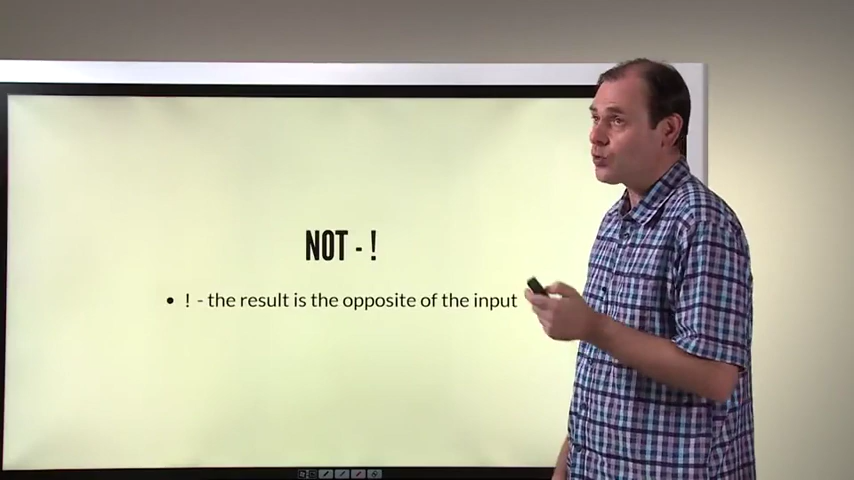 NOT - !
• ! - the result is the opposite of the input